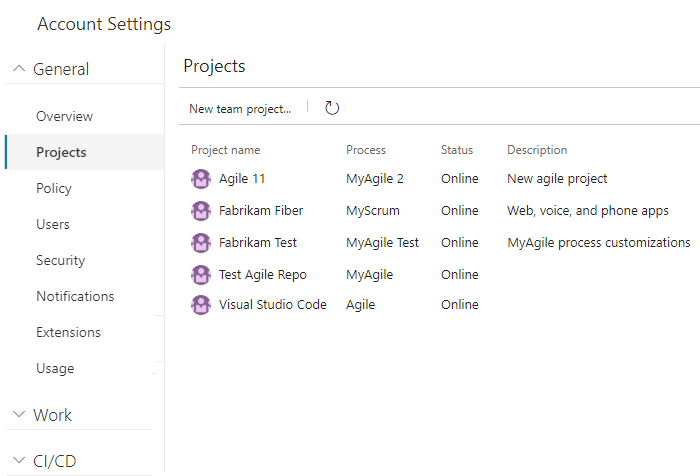 Account Settings
General
Overview
Projects
Policy
Users
Security
Notifications
Extensions
Usage
Work
CI/CD
Projects
New team project...
Project name Process Status Description
Agile 11 MyAgile 2 Online New agile project
Fabrikam Fiber MyScrum Online Web, voice, and phone apps
Fabrikam Test MyAgile Test Online MyAgile process customizations
Test Agile Repo MyAgile Online
Visual Studio Code Agile Online